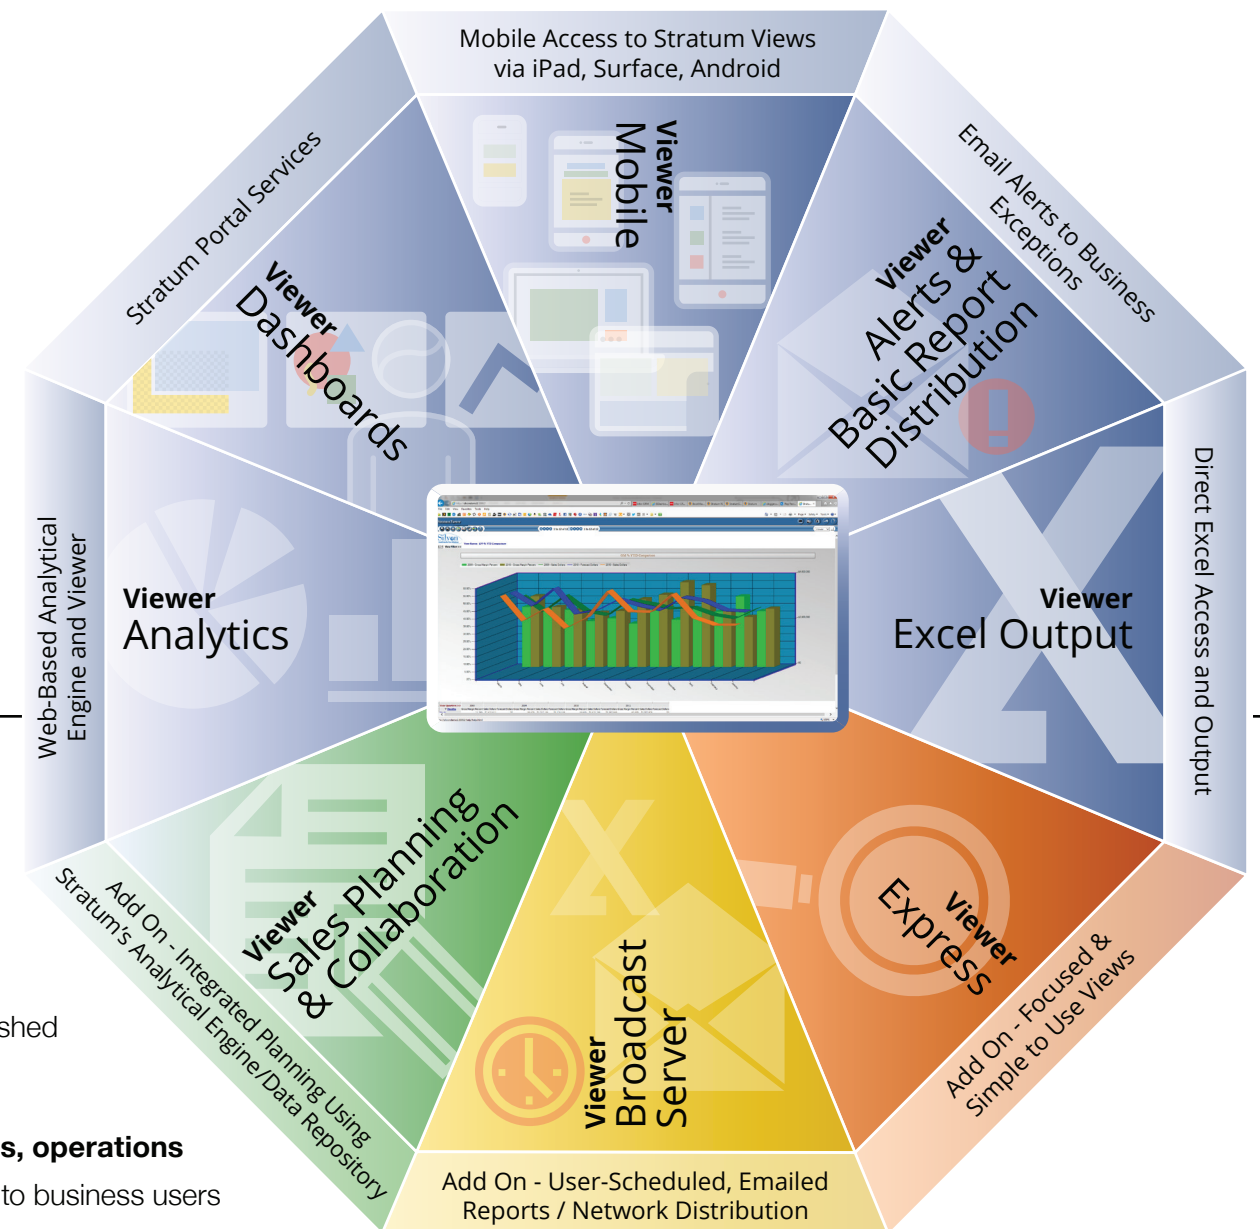 Mobile Access to Stratum Views
via iPad, Surface, Android
Viewer
Mobile
Email Alerts to Business
Exceptions
Viewer
Alerts &
Basic Report
Distribution
Direct Excel Access and Output
Viewer
Excel Output
Add On - Focused &
Simple to Use Views
Viewer
Express
Add On - User-Scheduled, Emailed
Reports / Network Distribution
Viewer
Broadcast
Server
Add On - Integrated Planning Using
Stratum's Analytical Engine/Data Repository
Viewer
Sales Planning
& Collaboration
Web-Based Analytical
Engine and Viewer
Viewer
Analytics
Stratum Portal Services
Viewer
Dashboards
Silvon
shed
s, operations
to business users